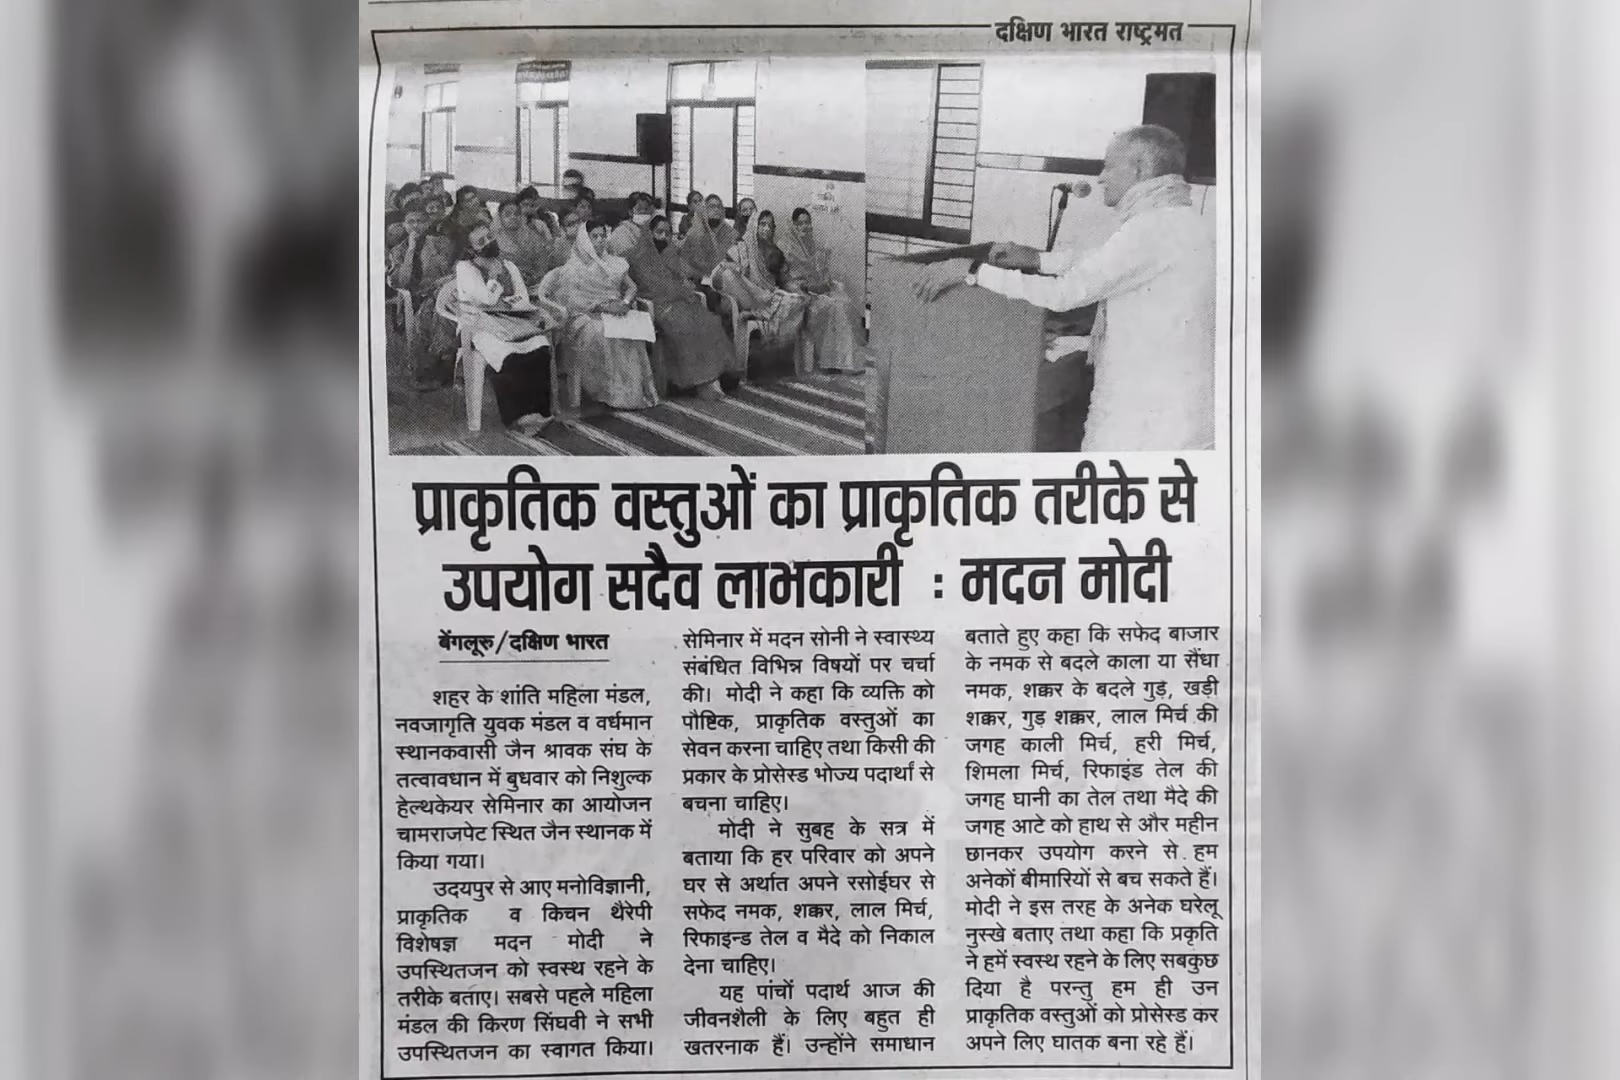 दक्षिण भारत राष्ट्रमत
प्राकृतिक वस्तुओं का प्राकृतिक तरीके से
उपयोग सदैव लाभकारी : मदन मोदी
बेंगलूरु/दक्षिण भारत
शहर के शांति महिला मंडल,
नवजागृति युवक मंडल व वर्धमान
स्थानकवासी जैन श्रावक संघ के
तत्वावधान में बुधवार को निशुल्क
हेल्थकेयर सेमिनार का आयोजन
चामराजपेट स्थित जैन स्थानक में
किया गया।
उदयपुर से आए मनोविज्ञानी,
प्राकृतिक व किचन थैरेपी
विशेषज्ञ मदन मोदी ने
उपस्थितजन को स्वस्थ रहने के
तरीके बताए। सबसे पहले महिला
मंडल की किरण सिंघवी ने सभी
उपस्थितजन का स्वागत किया।
सेमिनार में मदन सोनी ने स्वास्थ्य
संबंधित विभिन्न विषयों पर चर्चा
की। मोदी ने कहा कि व्यक्ति को
पौष्टिक, प्राकृतिक वस्तुओं का
सेवन करना चाहिए तथा किसी की
प्रकार के प्रोसेस्ड भोज्य पदार्थों से
बचना चाहिए।
मोदी ने सुबह के सत्र में
बताया कि हर परिवार को अपने
घर से अर्थात अपने रसोईघर से
सफेद नमक, शक्कर, लाल मिर्च,
रिफाइन्ड तेल व मैदे को निकाल
देना चाहिए।
यह पांचों पदार्थ आज की
जीवनशैली के लिए बहुत ही
खतरनाक हैं। उन्होंने समाधान
बताते हुए कहा कि सफेद बाजार
के नमक से बदले काला या सैंधा
नमक, शक्कर के बदले गुड़, खड़ी
शक्कर, गुड़ शक्कर, लाल मिर्च की
जगह काली मिर्च, हरी मिर्च,
शिमला मिर्च, रिफाइंड तेल की
जगह घानी का तेल तथा मैदे की
जगह आटे को हाथ से और महीन
छानकर उपयोग करने से हम
अनेकों बीमारियों से बच सकते हैं।
मोदी ने इस तरह के अनेक घरेलू
नुस्खे बताए तथा कहा कि प्रकृति
ने हमें स्वस्थ रहने के लिए सबकुछ
दिया है परन्तु हम ही उन
प्राकृतिक वस्तुओं को प्रोसेस्ड कर
अपने लिए घातक बना रहे हैं।